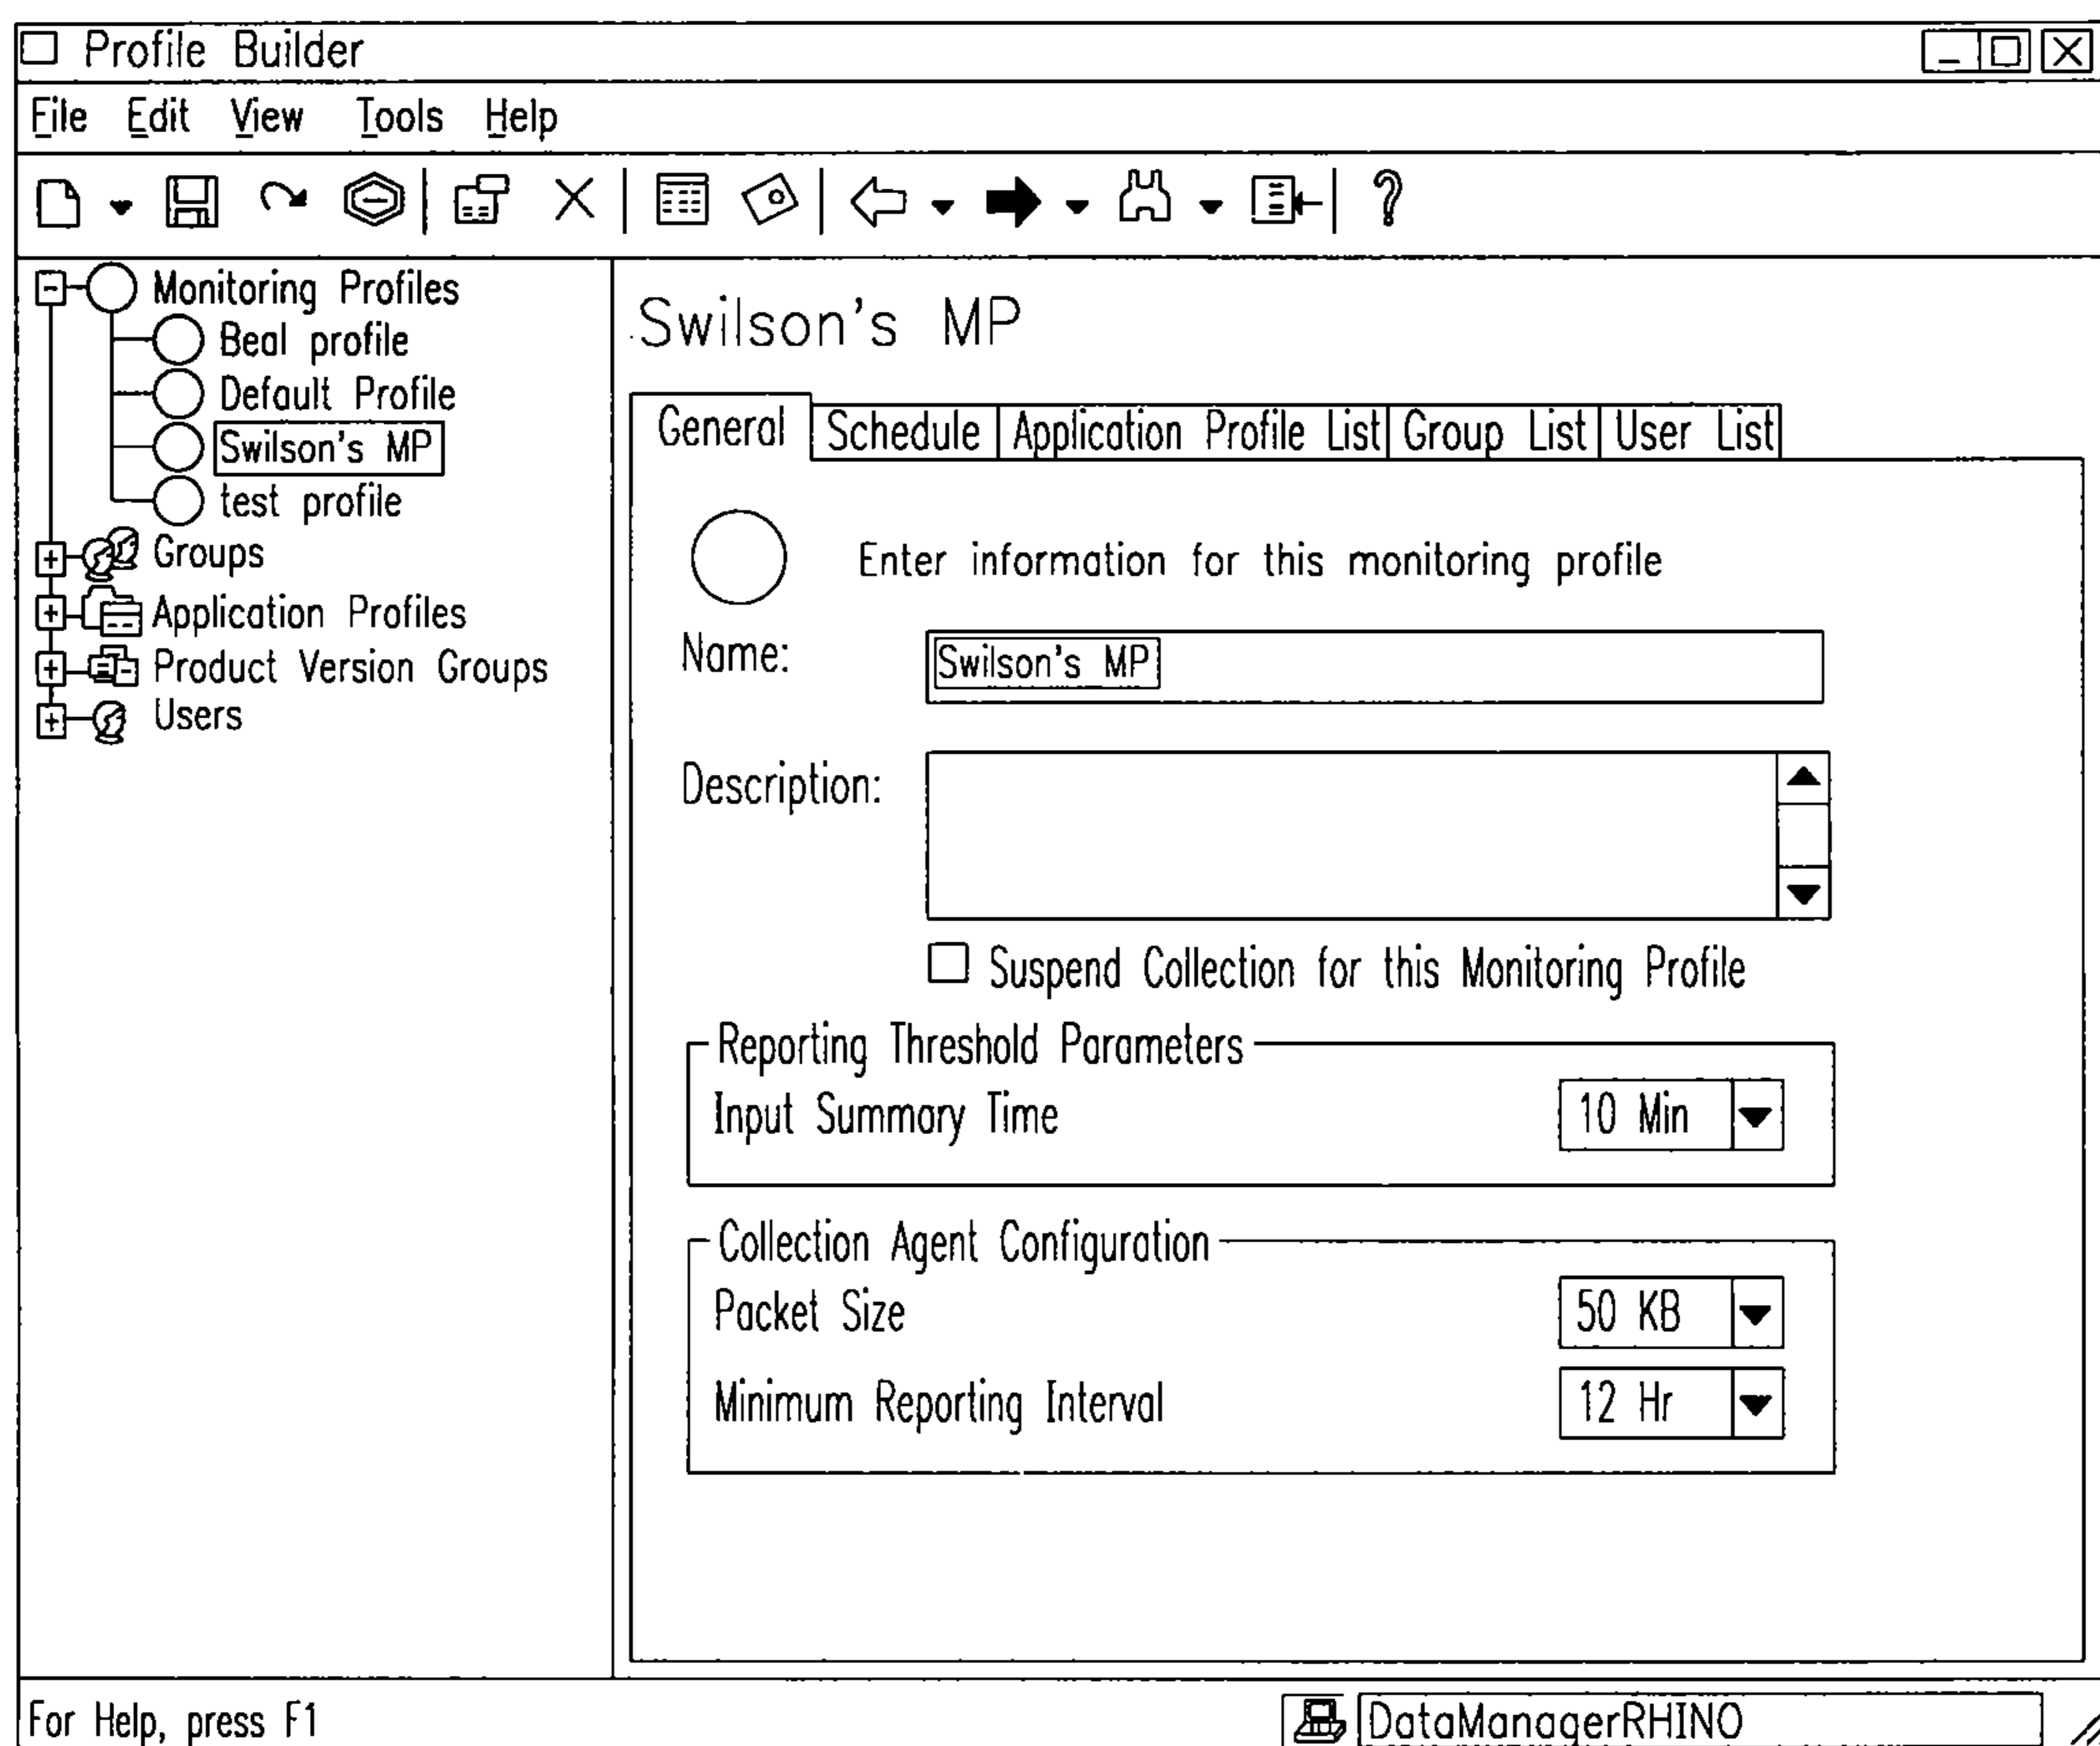 Profile Builder
File Edit View Tools Help
Monitoring Profiles
Beal profile
Default Profile
Swilson's MP
test profile
Groups
Application Profiles
Product Version Groups
Users
Swilson's MP
General Schedule Application Profile List Group List User List
Enter information for this monitoring profile
Name: Swilson's MP
Description:
Suspend Collection for this Monitoring Profile
Reporting Threshold Parameters
Input Summary Time 10 Min
Collection Agent Configuration
Packet Size 50 KB
Minimum Reporting Interval 12 Hr
For Help, press F1 DataManagerRHINO